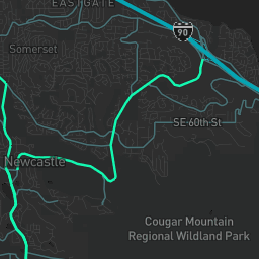 EASTGATE
90
Somerset
SE 60th St
Newcastle
Cougar Mountain
Regional Wildland Park